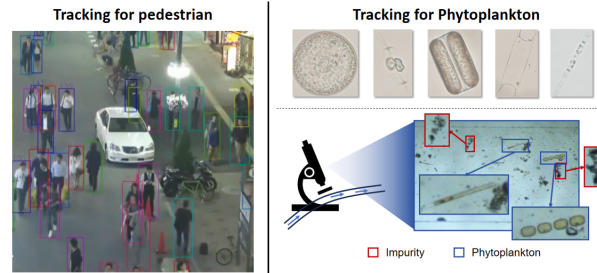 Tracking for pedestrian
Tracking for Phytoplankton
Impurity
Phytoplankton